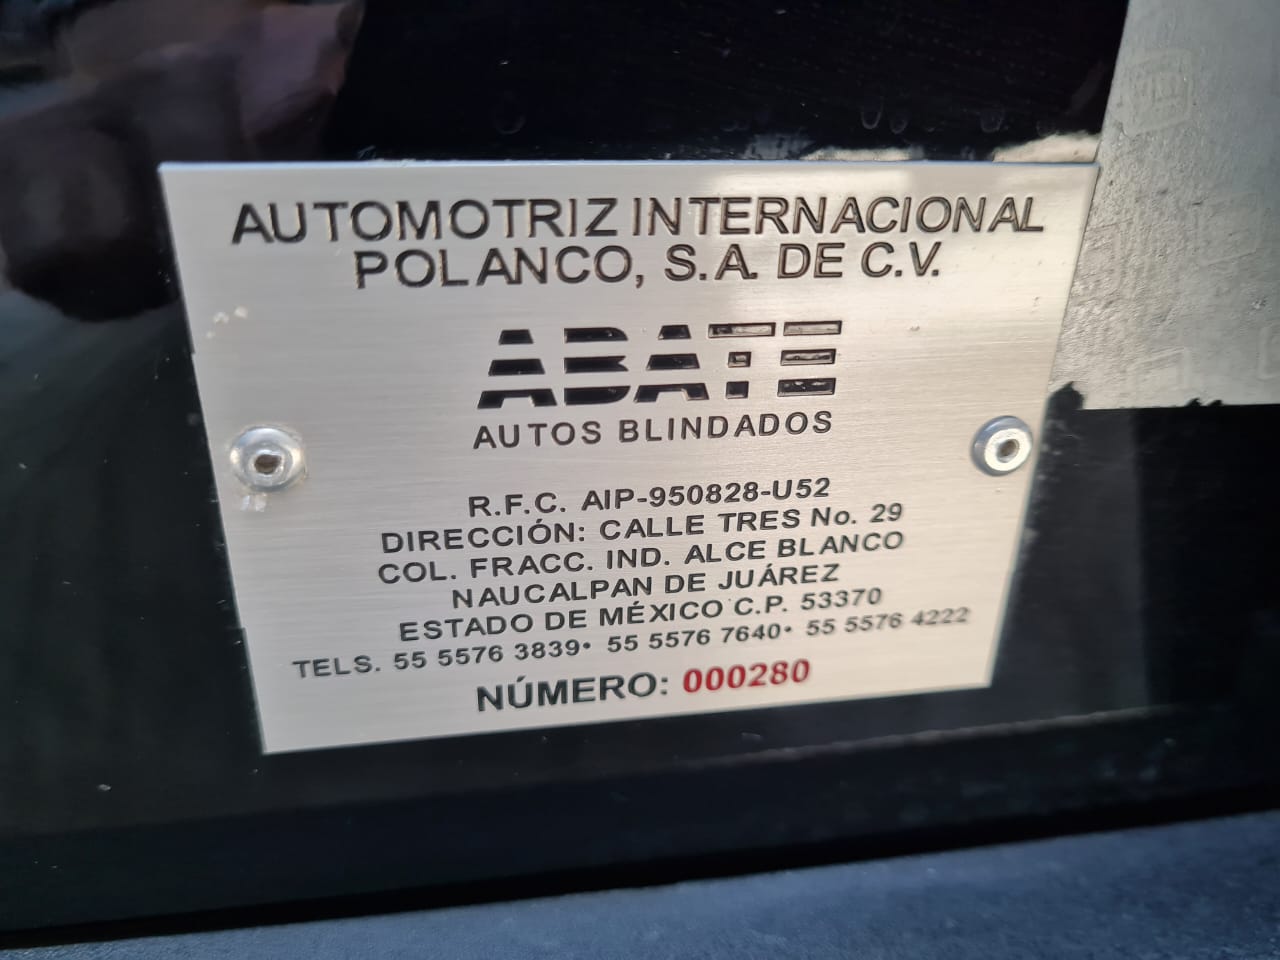 AUTOMOTRIZ INTERNACIONAL
POLANCO, S.A. DE C.V.
ABATE
AUTOS BLINDADOS
R.F.C. AIP-950828-U52
DIRECCIÓN: CALLE TRES No. 29
COL. FRACC. IND. ALCE BLANCO
NAUCALPAN DE JUÁREZ
ESTADO DE MÉXICO C.P. 53370
TELS. 55 5576 3839• 55 5576 7640• 55 5576 4222
NÚMERO: 000280